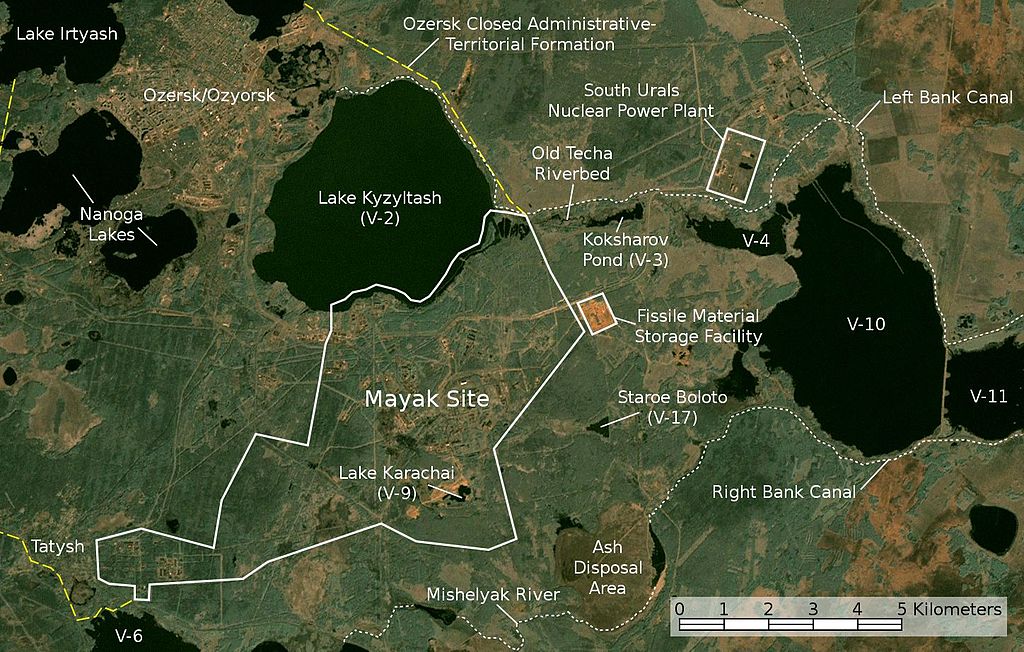 Lake Irtyash
Ozersk Closed Administrative-
Territorial Formation
Ozersk/Ozyorsk
South Urals
Nuclear Power Plant
Left Bank Canal
Old Techa
Riverbed
Lake Kyzyltash
(V-2)
Nanoga
Lakes
Koksharov
Pond (V-3)
V-4
Fissile Material
Storage Facility
V-10
Mayak Site
Staroe Boloto
(V-17)
V-11
Lake Karachai
(V-9)
Right Bank Canal
Tatysh
Ash
Disposal
Area
Mishelyak River
0 1 2 3 4 5 Kilometers
V-6